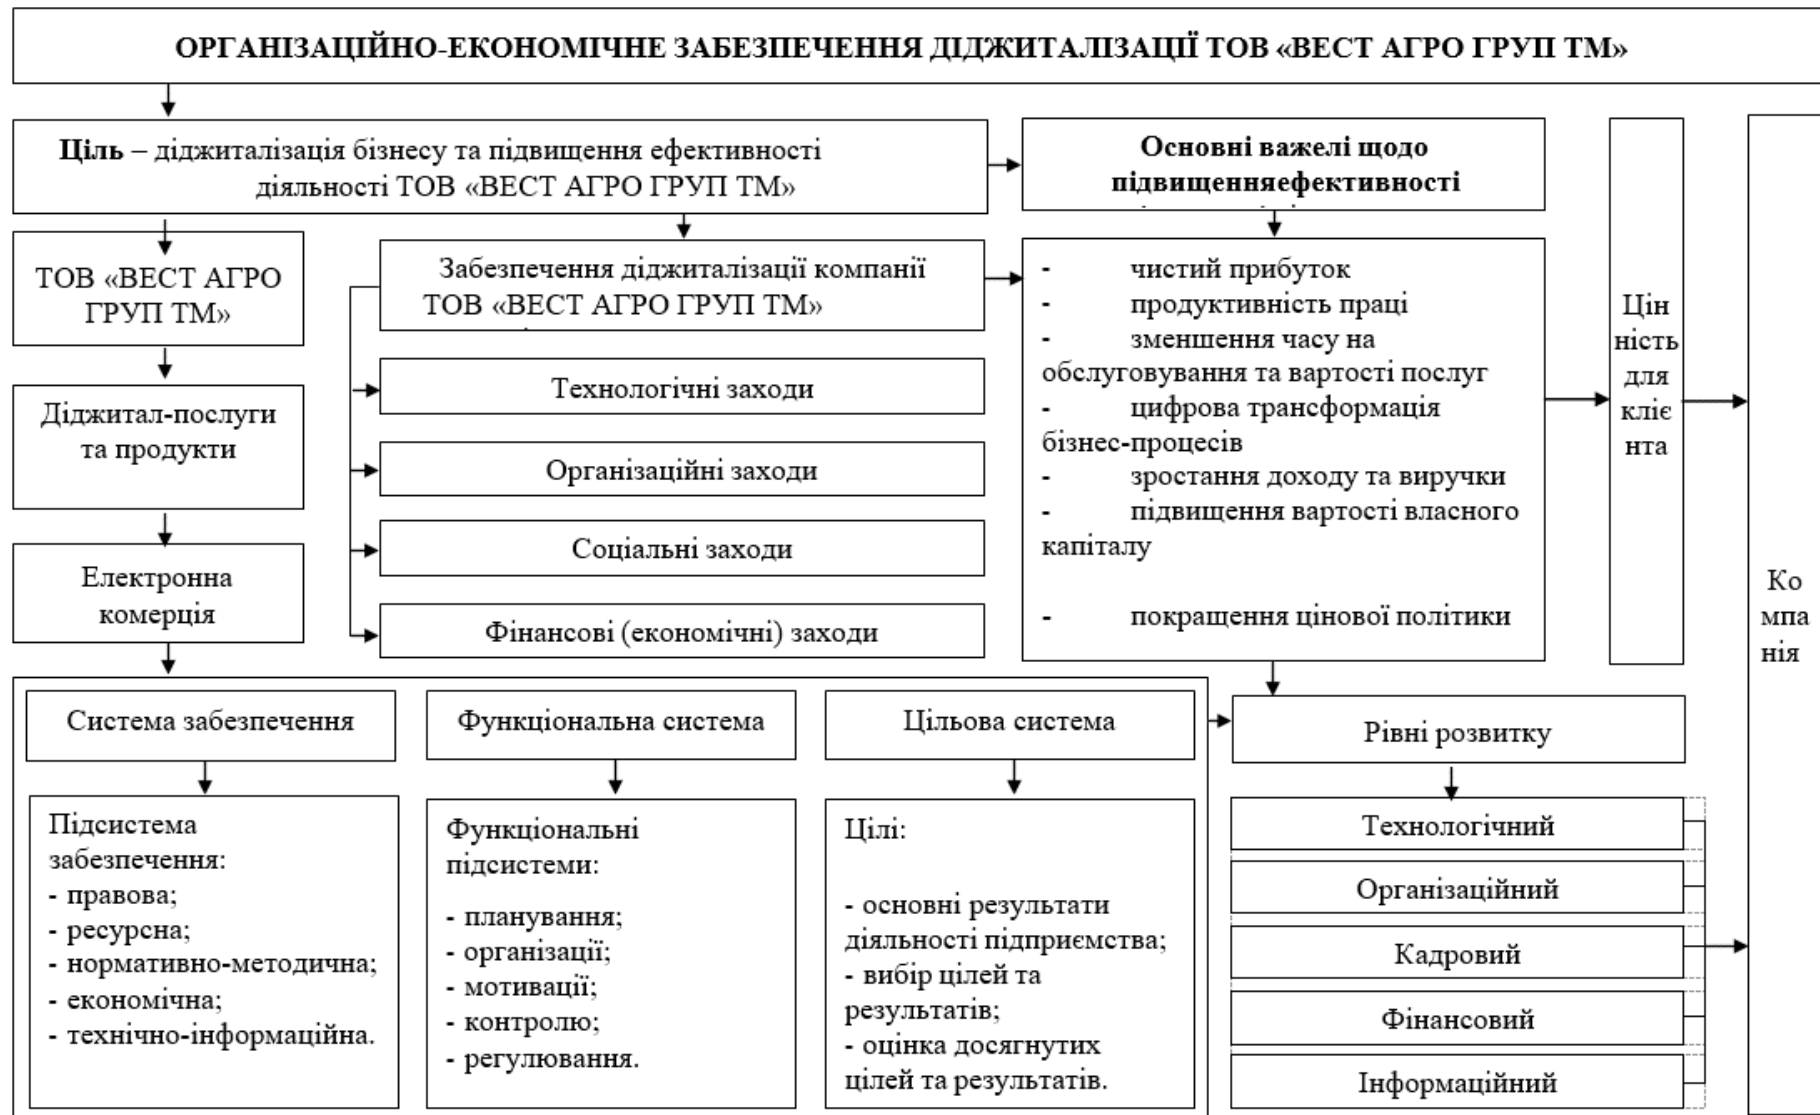 ОРГАНІЗАЦІЙНО-ЕКОНОМІЧНЕ ЗАБЕЗПЕЧЕННЯ ДІДЖИТАЛІЗАЦІЇ ТОВ «ВЕСТ АГРО ГРУП ТМ»
Ціль – діджиталізація бізнесу та підвищення ефективності
діяльності ТОВ «ВЕСТ АГРО ГРУП ТМ»
Основні важелі щодо
підвищенняефективності
ТОВ «ВЕСТ АГРО
ГРУП ТМ»
Діджитал-послуги
та продукти
Електронна
комерція
Забезпечення діджиталізації компанії
ТОВ «ВЕСТ АГРО ГРУП ТМ»
Технологічні заходи
Організаційні заходи
Соціальні заходи
Фінансові (економічні) заходи
- чистий прибуток
- продуктивність праці
- зменшення часу на
обслуговування та вартості послуг
- цифрова трансформація
бізнес-процесів
- зростання доходу та виручки
- підвищення вартості власного
капіталу
- покращення цінової політики
Цін
ність
для
кліє
нта
Ко
мпа
нія
Система забезпечення
Підсистема
забезпечення:
- правова;
- ресурсна;
- нормативно-методична;
- економічна;
- технічно-інформаційна.
Функціональна система
Функціональні
підсистеми:
- планування;
- організації;
- мотивації;
- контролю;
- регулювання.
Цільова система
Цілі:
- основні результати
діяльності підприємства;
- вибір цілей та
результатів;
- оцінка досягнутих
цілей та результатів.
Рівні розвитку
Технологічний
Організаційний
Кадровий
Фінансовий
Інформаційний